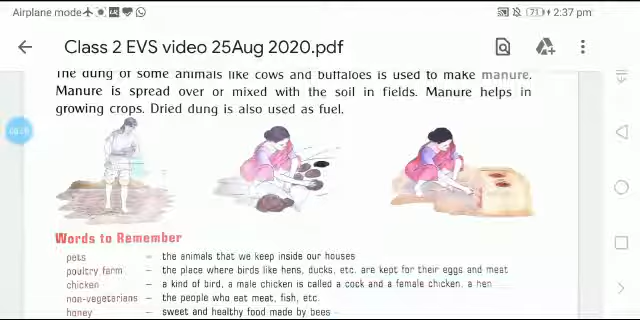 Airplane mode 71 2:37 pm
Class 2 EVS video 25Aug 2020.pdf
The dung of some animals like cows and buffaloes is used to make manure.
Manure is spread over or mixed with the soil in fields. Manure helps in
growing crops. Dried dung is also used as fuel.
Words to Remember
pets – the animals that we keep inside our houses
poultry farm – the place where birds like hens, ducks, etc. are kept for their eggs and meat
chicken – a kind of bird, a male chicken is called a cock and a female chicken, a hen
non-vegetarians – the people who eat meat, fish, etc.
honey – sweet and healthy food made by bees